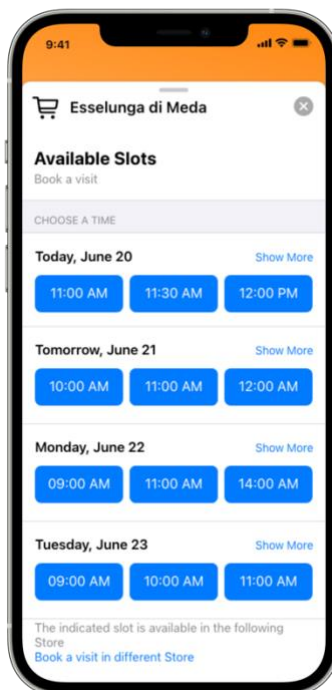 9:41
Esselunga di Meda
Available Slots
Book a visit
CHOOSE A TIME
Today, June 20 Show More
11:00 AM 11:30 AM 12:00 PM
Tomorrow, June 21 Show More
10:00 AM 11:00 AM 12:00 AM
Monday, June 22 Show More
09:00 AM 11:00 AM 14:00 AM
Tuesday, June 23 Show More
09:00 AM 10:00 AM 11:00 AM
The indicated slot is available in the following
Store
Book a visit in different Store